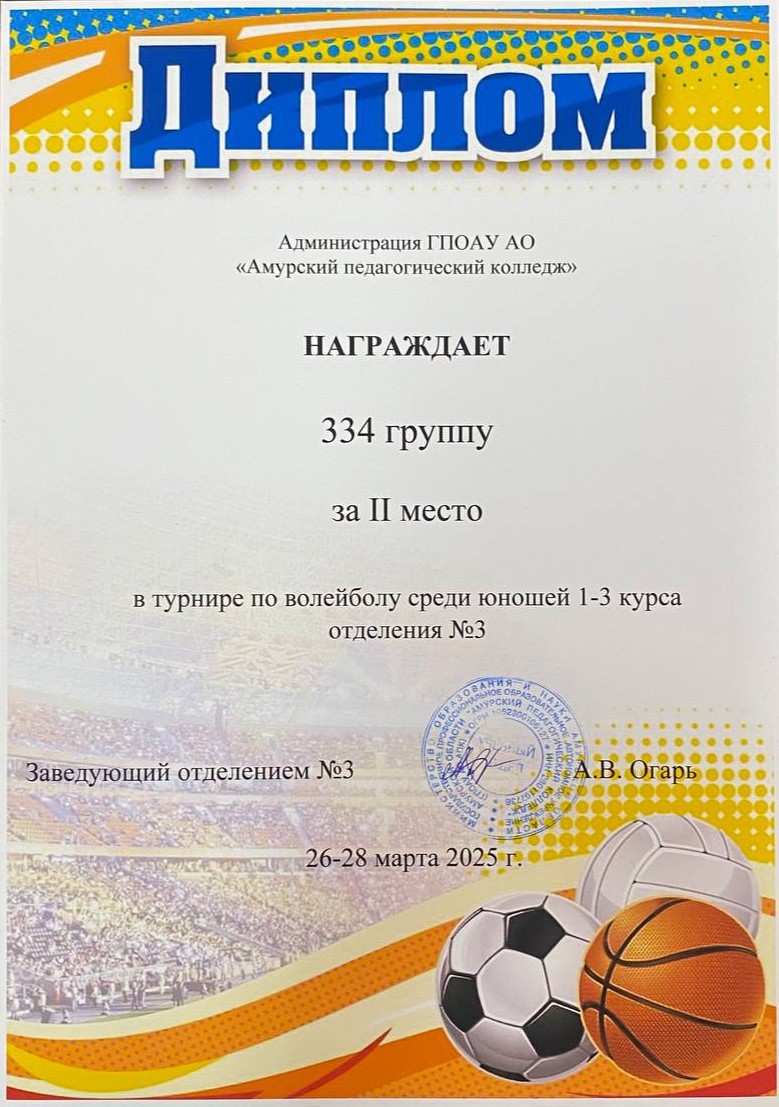 Диплом
Администрация ГПОАУ АО
«Амурский педагогический колледж»
НАГРАЖДАЕТ
334 группу
за II место
в турнире по волейболу среди юношей 1-3 курса
отделения №3
Заведующий отделением №3
А.В. Огарь
26-28 марта 2025 г.